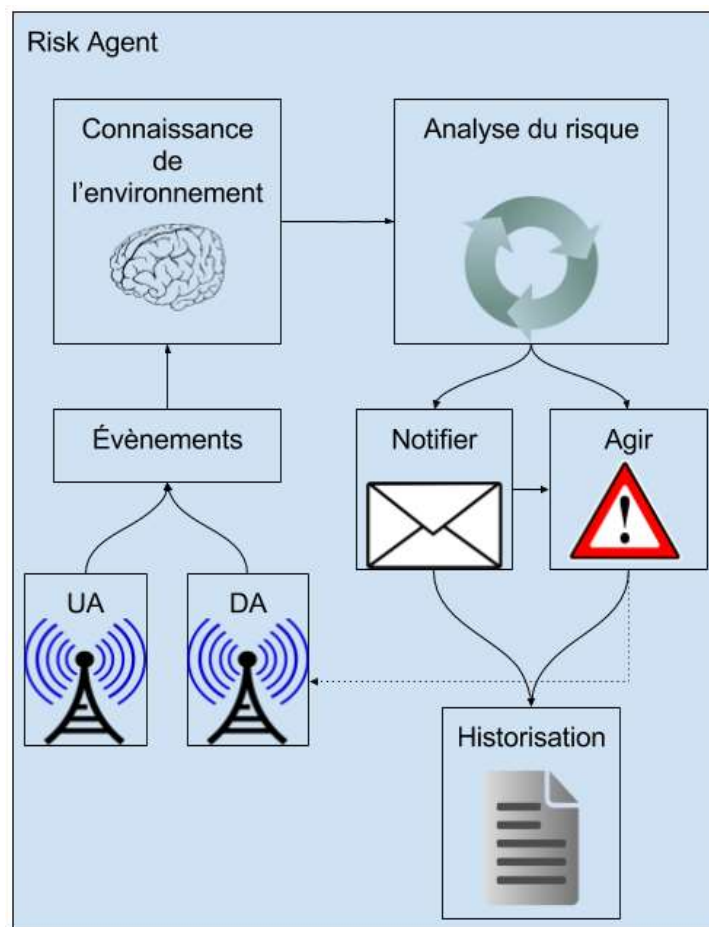 Risk Agent
Connaissance
de
l'environnement
Analyse du risque
Évènements
Notifier
Agir
UA
DA
Historisation